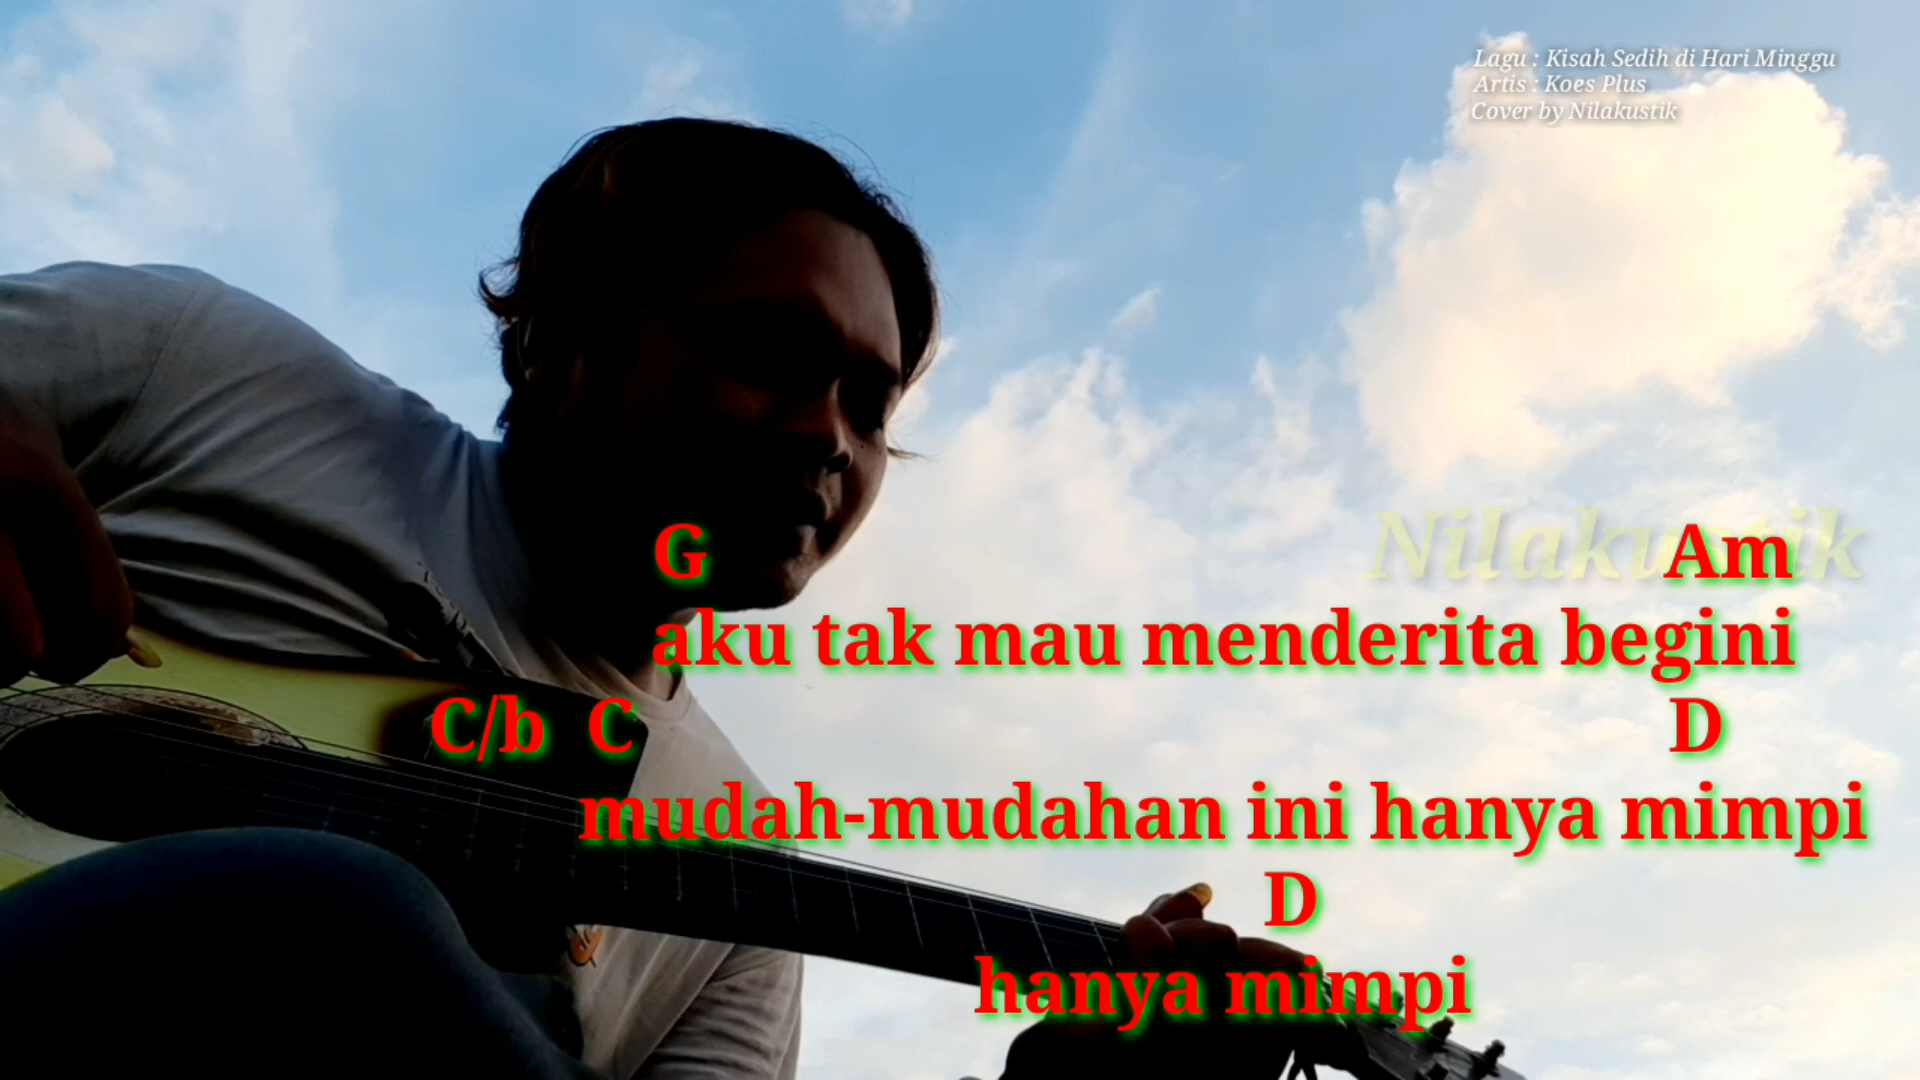 Lagu : Kisah Sedih di Hari Minggu
Artis : Koes Plus
Cover by Nilakustik
Nilakustik
G Am
aku tak mau menderita begini
C/b C D
mudah-mudahan ini hanya mimpi
D
hanya mimpi